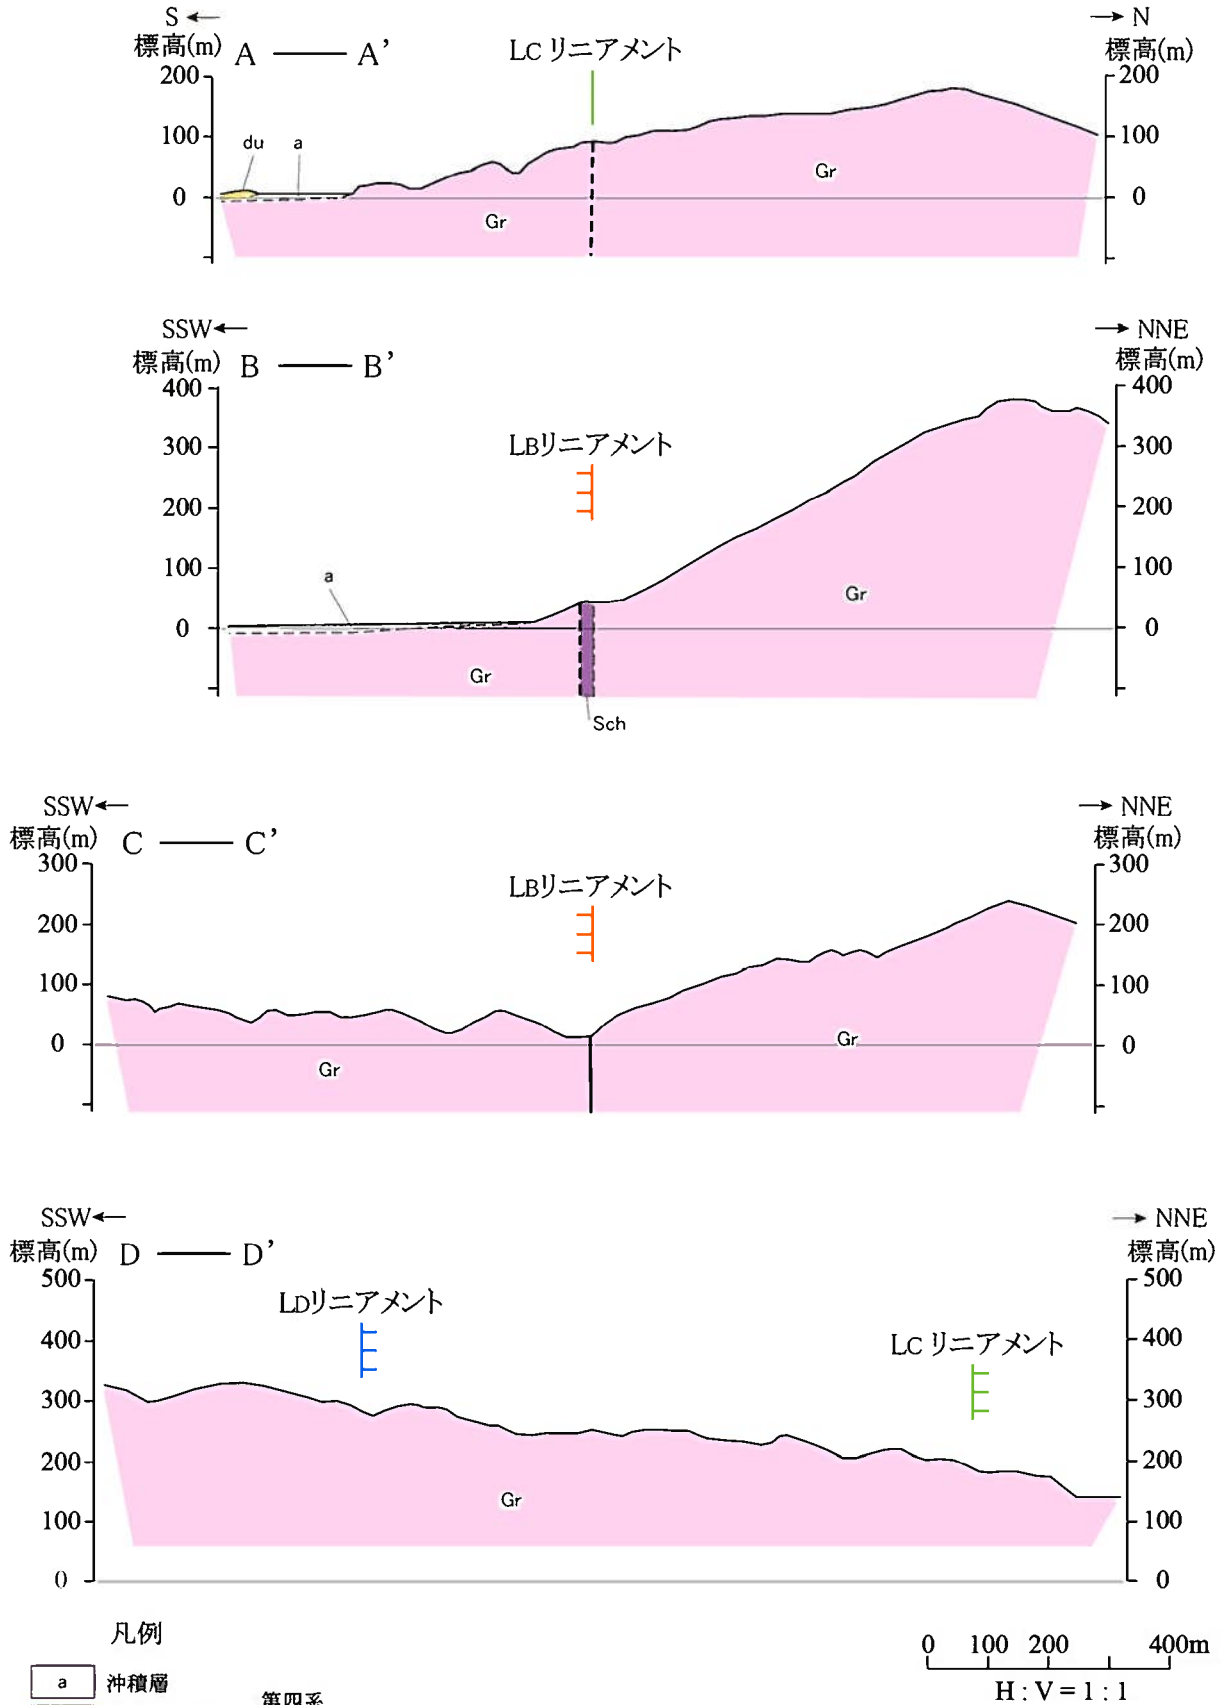 S ← → N
標高(m) A —— A’ LC リニアメント 標高(m)
200 200
100 100
du a
Gr
0 0
Gr
SSW← → NNE
標高(m) B —— B’ 標高(m)
400 400
LBリニアメント
300 300
200 200
100 100
a
Gr
0 0
Gr
Sch
SSW← → NNE
標高(m) C —— C’ 標高(m)
300 300
LBリニアメント
200 200
100 100
0 0
Gr
Gr
SSW← → NNE
標高(m) D —— D’ 標高(m)
500 500
LDリニアメント
400 400
LC リニアメント
300 300
200 200
Gr
100 100
0 0
凡例
0 100 200 400m
H : V = 1 : 1
a 沖積層
第四系